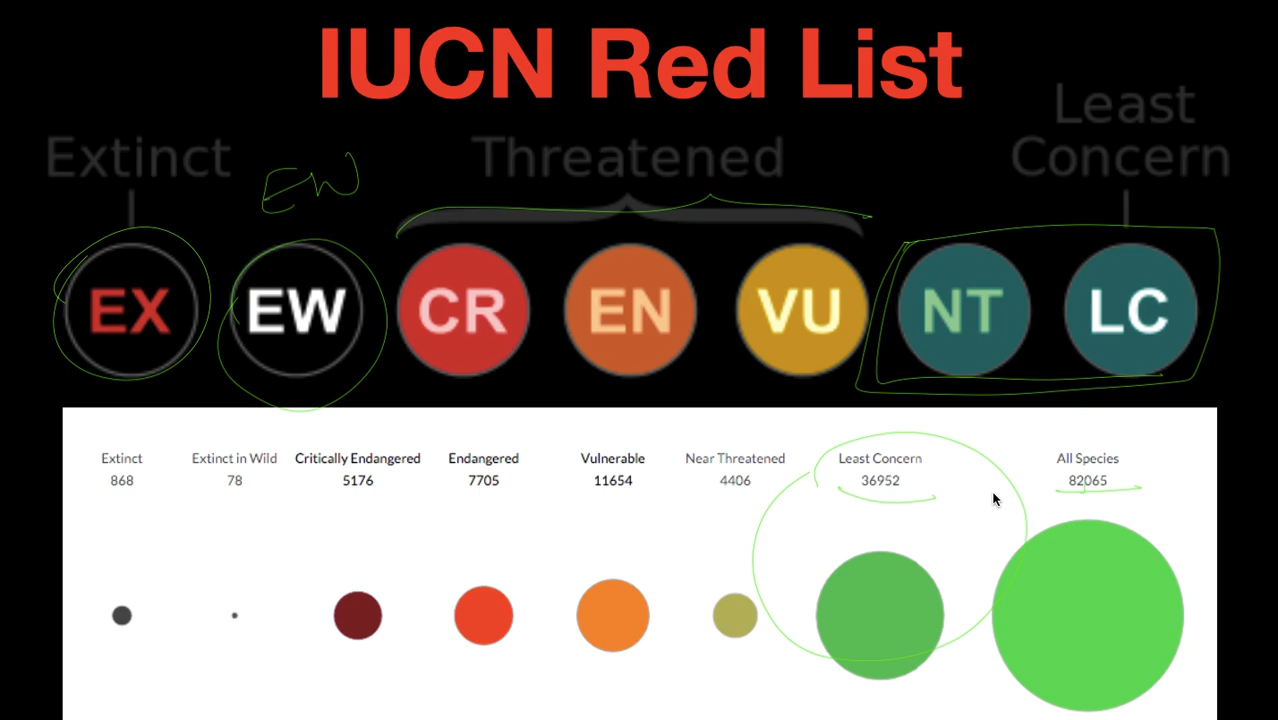 IUCN Red List
Least
Extinct Threatened Concern
EW
EX EW CR EN VU NT LC
Extinct Extinct in Wild Critically Endangered Endangered Vulnerable Near Threatened Least Concern All Species
868 78 5176 7705 11654 4406 36952 82065